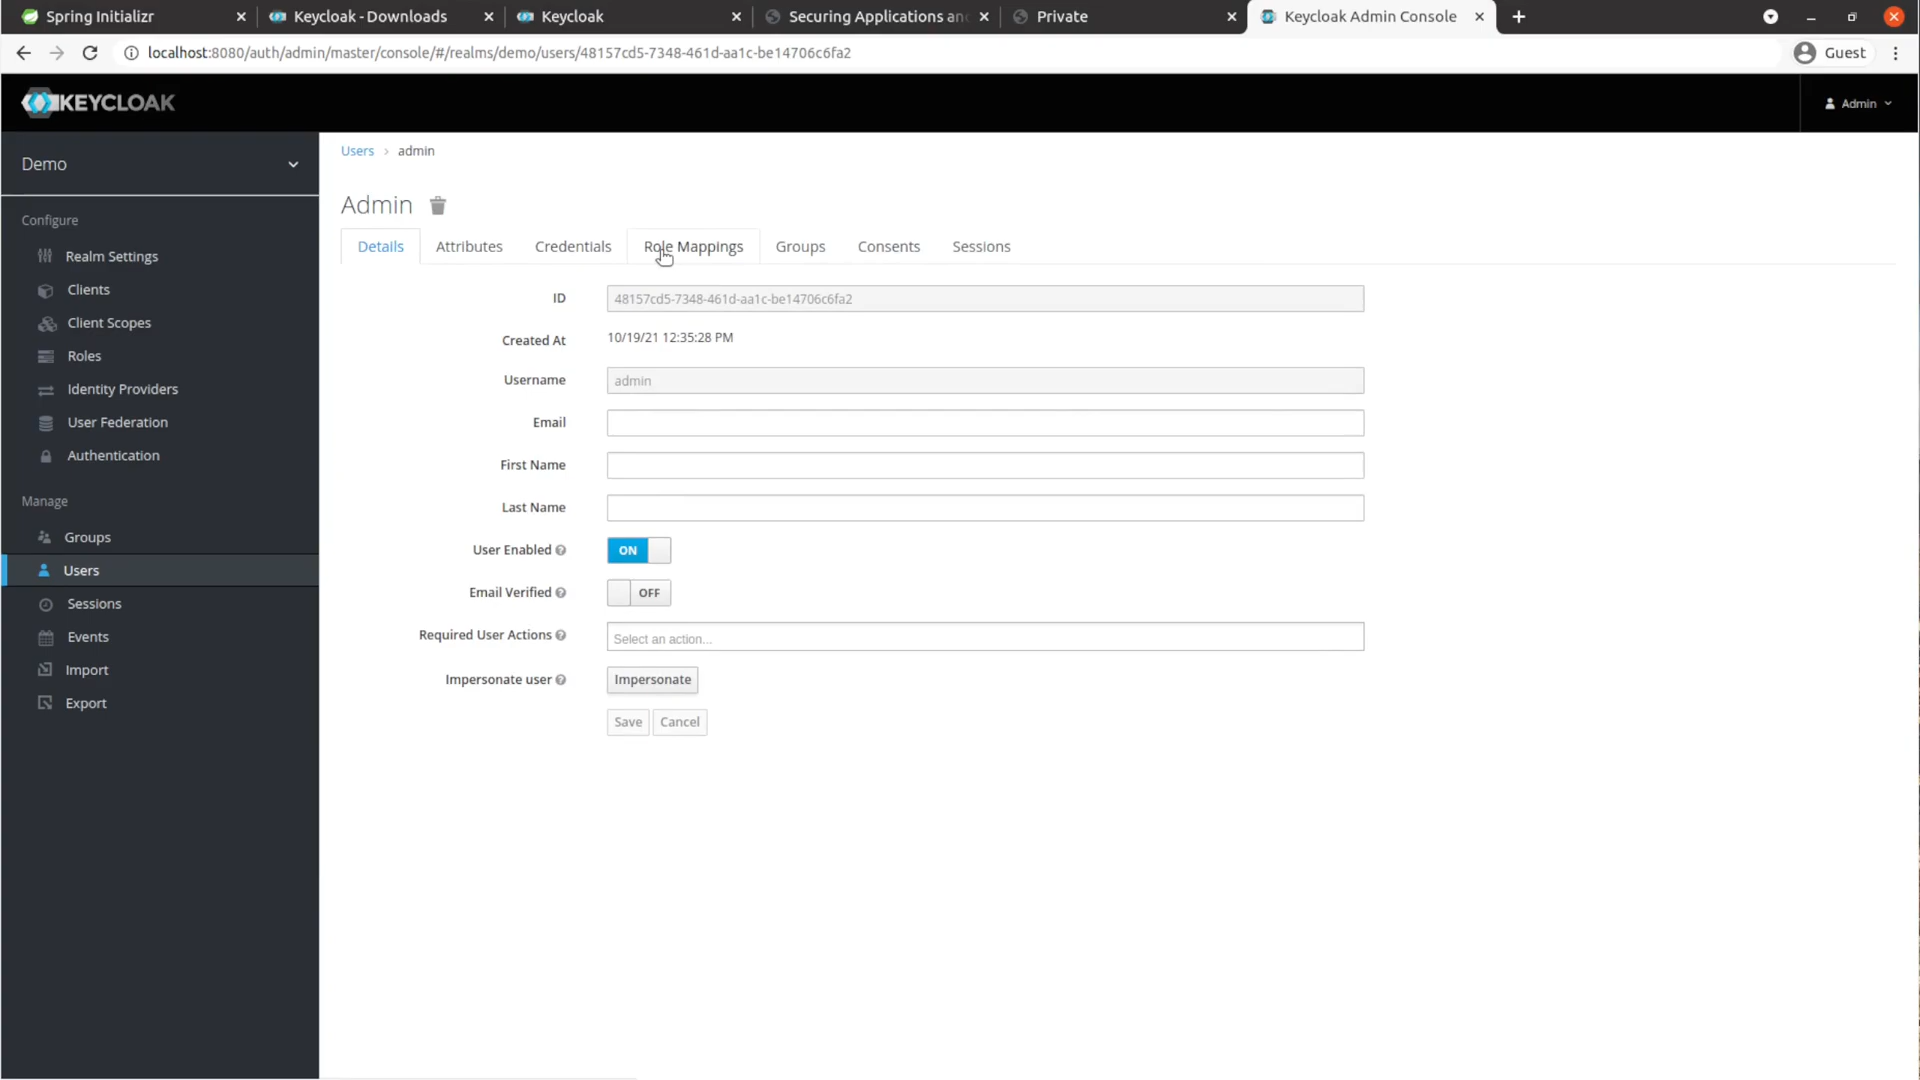 Spring Initializr
Keycloak - Downloads
Keycloak
Securing Applications and
Private
Keycloak Admin Console
localhost:8080/auth/admin/master/console/#/realms/demo/users/48157cd5-7348-461d-aa1c-be14706c6fa2
Guest
KEYCLOAK
Admin
Demo
Configure
Realm Settings
Clients
Client Scopes
Roles
Identity Providers
User Federation
Authentication
Manage
Groups
Users
Sessions
Events
Import
Export
Users > admin
Admin
Details Attributes Credentials Role Mappings Groups Consents Sessions
ID 48157cd5-7348-461d-aa1c-be14706c6fa2
Created At 10/19/21 12:35:28 PM
Username admin
Email
First Name
Last Name
User Enabled ON
Email Verified OFF
Required User Actions Select an action...
Impersonate user Impersonate
Save Cancel